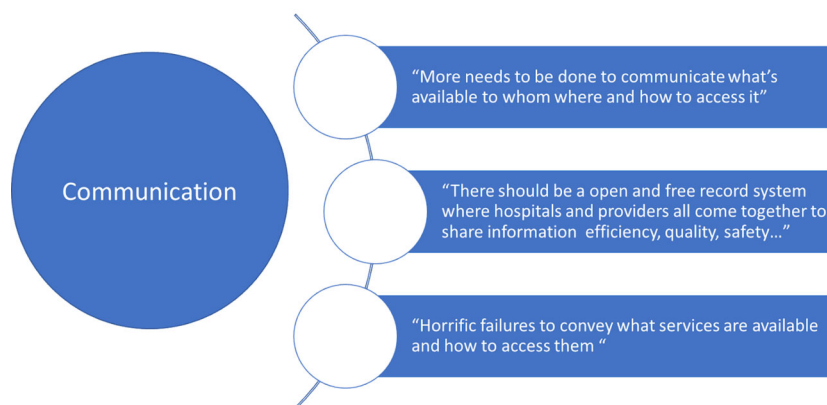 Communication
“More needs to be done to communicate what’s
available to whom where and how to access it”
“There should be a open and free record system
where hospitals and providers all come together to
share information  efficiency, quality, safety…”
“Horrific failures to convey what services are available
and how to access them “